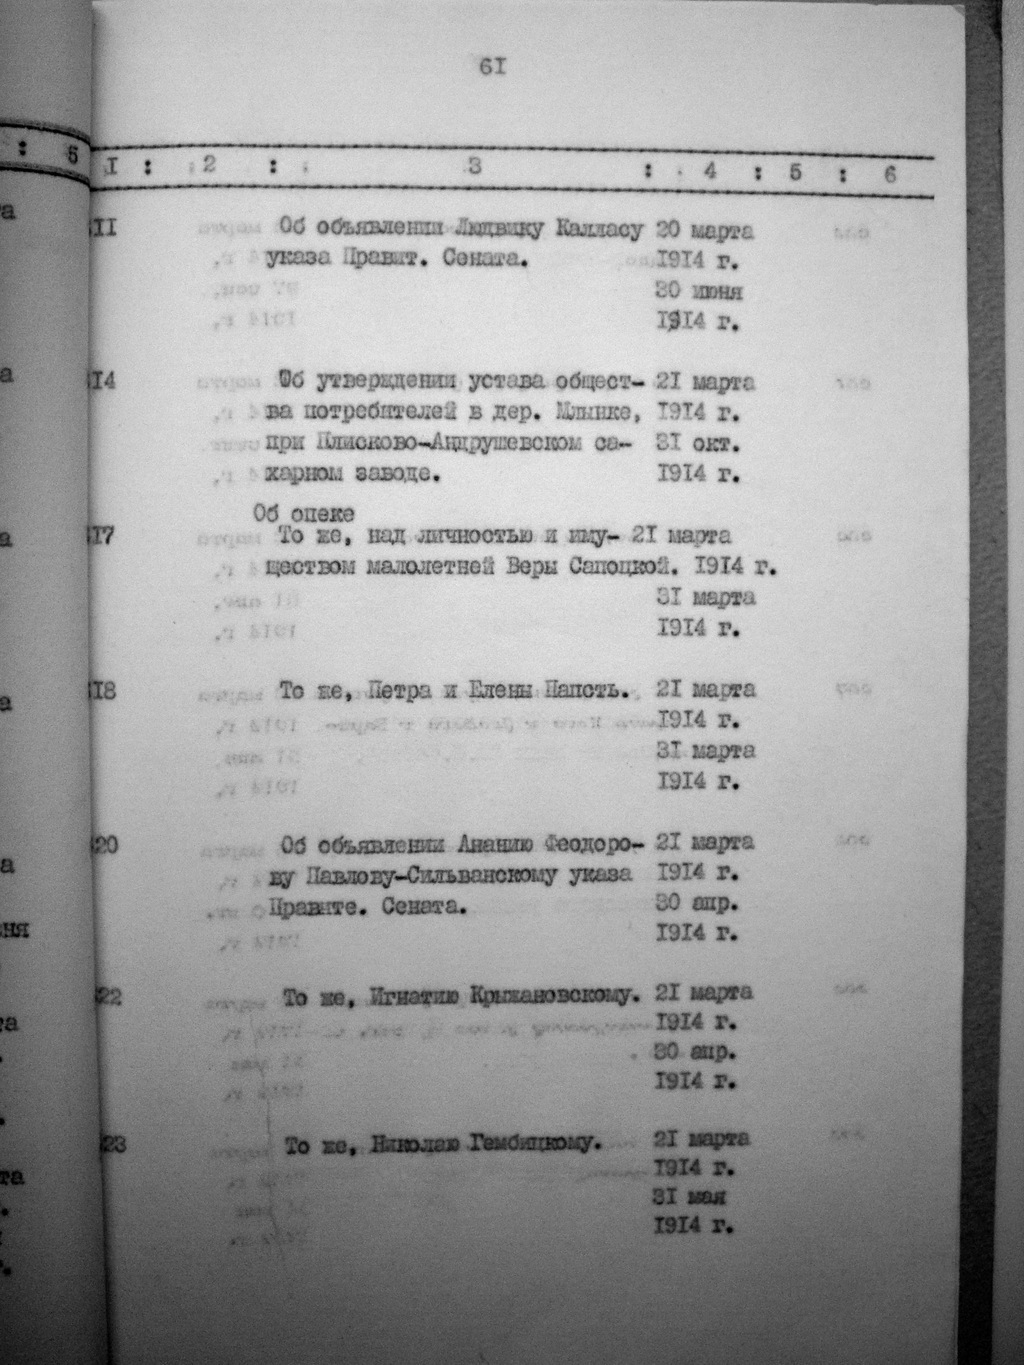 61
: 5
I : 2 : 3 : 4 : 5 : 6
11 Об объявлении Людвику Калласу 20 марта
указа Правит. Сената. 1914 г.
30 июня
1914 г.
14 Об утверждении устава общест- 21 марта
ва потребителей в дер. Млынке, 1914 г.
при Плисково-Андрушевском са- 31 окт.
харном заводе. 1914 г.
Об опеке
17 То же, над личностью и иму- 21 марта
ществом малолетней Веры Сапоцкой. 1914 г.
31 марта
1914 г.
18 То же, Петра и Елены Папсть. 21 марта
1914 г.
31 марта
1914 г.
20 Об объявлении Ананию Феодоро- 21 марта
ву Павлову-Сильванскому указа 1914 г.
Правите. Сената. 30 апр.
1914 г.
22 То же, Игнатию Крыжановскому. 21 марта
1914 г.
30 апр.
1914 г.
23 То же, Николаю Гембицкому. 21 марта
1914 г.
31 мая
1914 г.